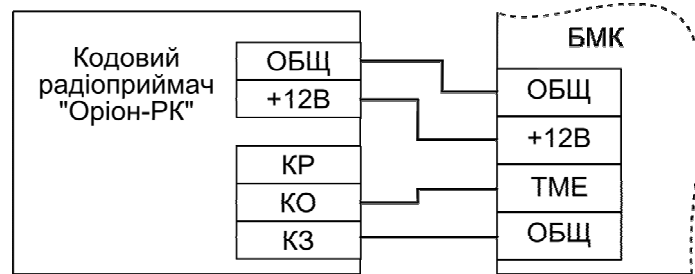 Кодовий
радіоприймач
"Оріон-РК"
ОБЩ
+12В
КР
КО
КЗ
БМК
ОБЩ
+12В
ТМЕ
ОБЩ